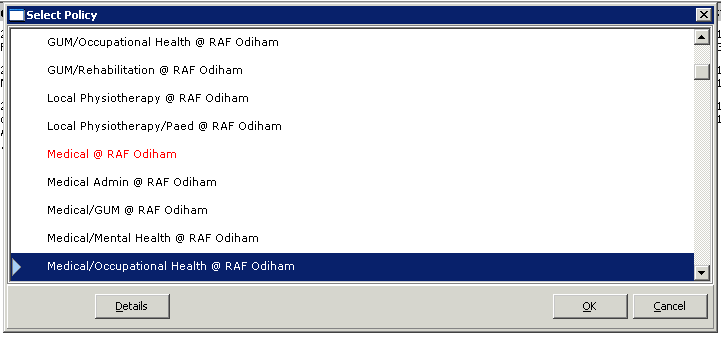 Select Policy
GUM/Occupational Health @ RAF Odiham
GUM/Rehabilitation @ RAF Odiham
Local Physiotherapy @ RAF Odiham
Local Physiotherapy/Paed @ RAF Odiham
Medical @ RAF Odiham
Medical Admin @ RAF Odiham
Medical/GUM @ RAF Odiham
Medical/Mental Health @ RAF Odiham
Medical/Occupational Health @ RAF Odiham
Details OK Cancel